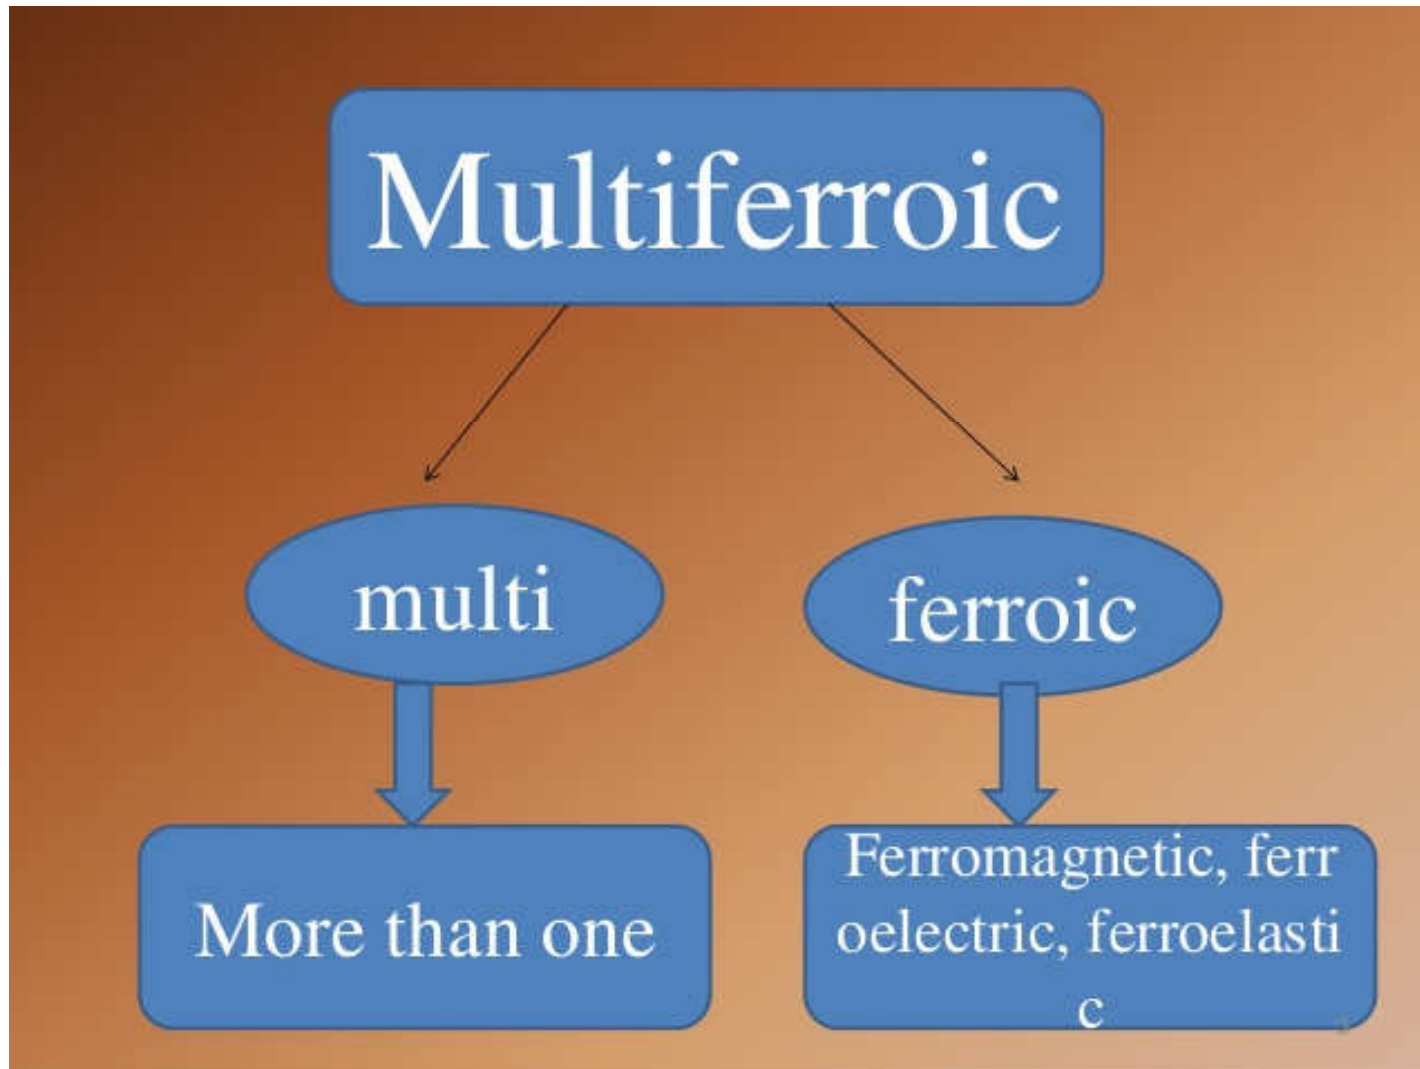 Multiferroic
multi
ferroic
More than one
Ferromagnetic, ferr
oelectric, ferroelasti
c